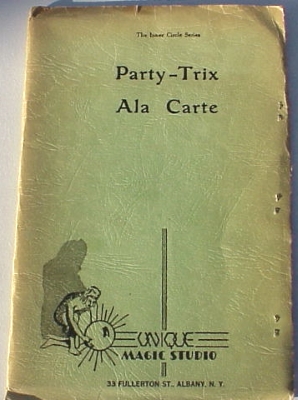 The Inner Circle Series
Party-Trix
Ala Carte
UNIQUE
MAGIC STUDIO
33 FULLERTON ST., ALBANY, N. Y.